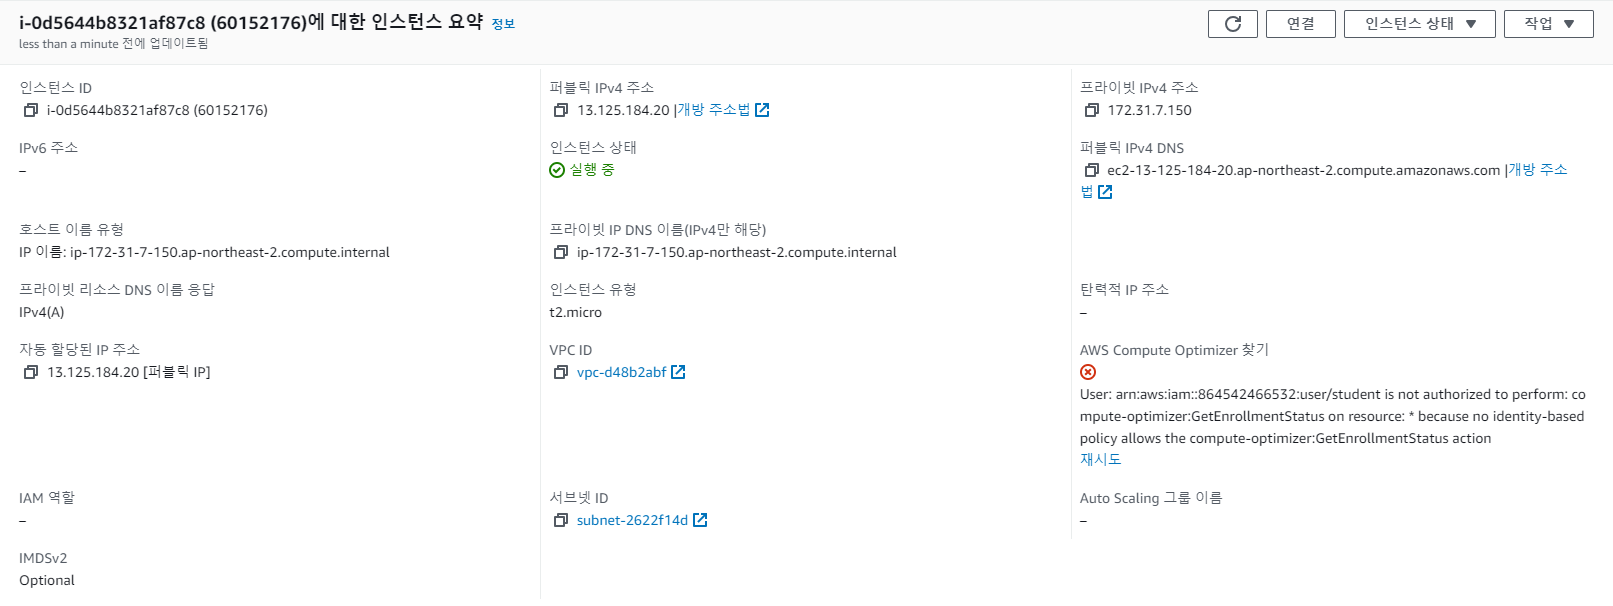 i-0d5644b8321af87c8 (60152176)에 대한 인스턴스 요약 정보
less than a minute 전에 업데이트됨
연결
인스턴스 상태 ▼
작업 ▼
인스턴스 ID
i-0d5644b8321af87c8 (60152176)
퍼블릭 IPv4 주소
13.125.184.20 |개방 주소법
프라이빗 IPv4 주소
172.31.7.150
IPv6 주소
–
인스턴스 상태
실행 중
퍼블릭 IPv4 DNS
ec2-13-125-184-20.ap-northeast-2.compute.amazonaws.com |개방 주소
법
호스트 이름 유형
IP 이름: ip-172-31-7-150.ap-northeast-2.compute.internal
프라이빗 IP DNS 이름(IPv4만 해당)
ip-172-31-7-150.ap-northeast-2.compute.internal
프라이빗 리소스 DNS 이름 응답
IPv4(A)
인스턴스 유형
t2.micro
탄력적 IP 주소
–
자동 할당된 IP 주소
13.125.184.20 [퍼블릭 IP]
VPC ID
vpc-d48b2abf
AWS Compute Optimizer 찾기
User: arn:aws:iam::864542466532:user/student is not authorized to perform: co
mpute-optimizer:GetEnrollmentStatus on resource: * because no identity-based
policy allows the compute-optimizer:GetEnrollmentStatus action
재시도
IAM 역할
–
서브넷 ID
subnet-2622f14d
Auto Scaling 그룹 이름
–
IMDSv2
Optional